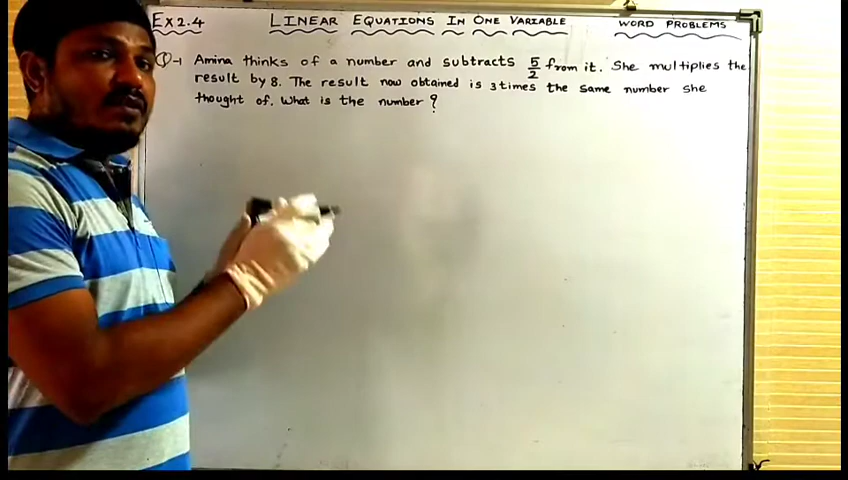 Ex 2.4 LINEAR EQUATIONS IN ONE VARIABLE WORD PROBLEMS
Q-1 Amina thinks of a number and subtracts 5/2 from it. She multiplies the
result by 8. The result now obtained is 3 times the same number she
thought of. What is the number?